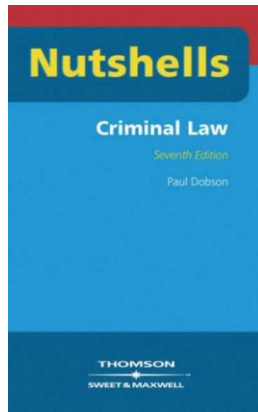 Nutshells
Criminal Law
Seventh Edition
Paul Dobson
THOMSON
SWEET & MAXWELL